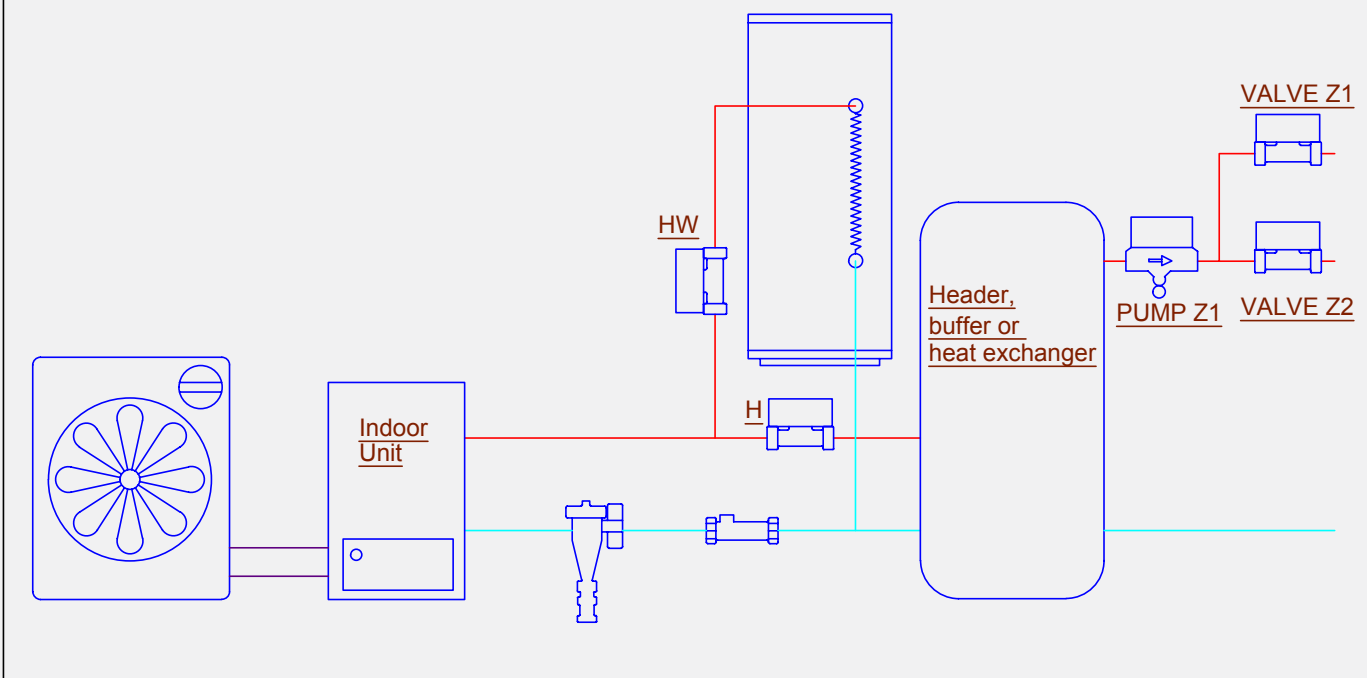 VALVE Z1
HW
Header,
buffer or
heat exchanger
PUMP Z1
VALVE Z2
H
Indoor
Unit